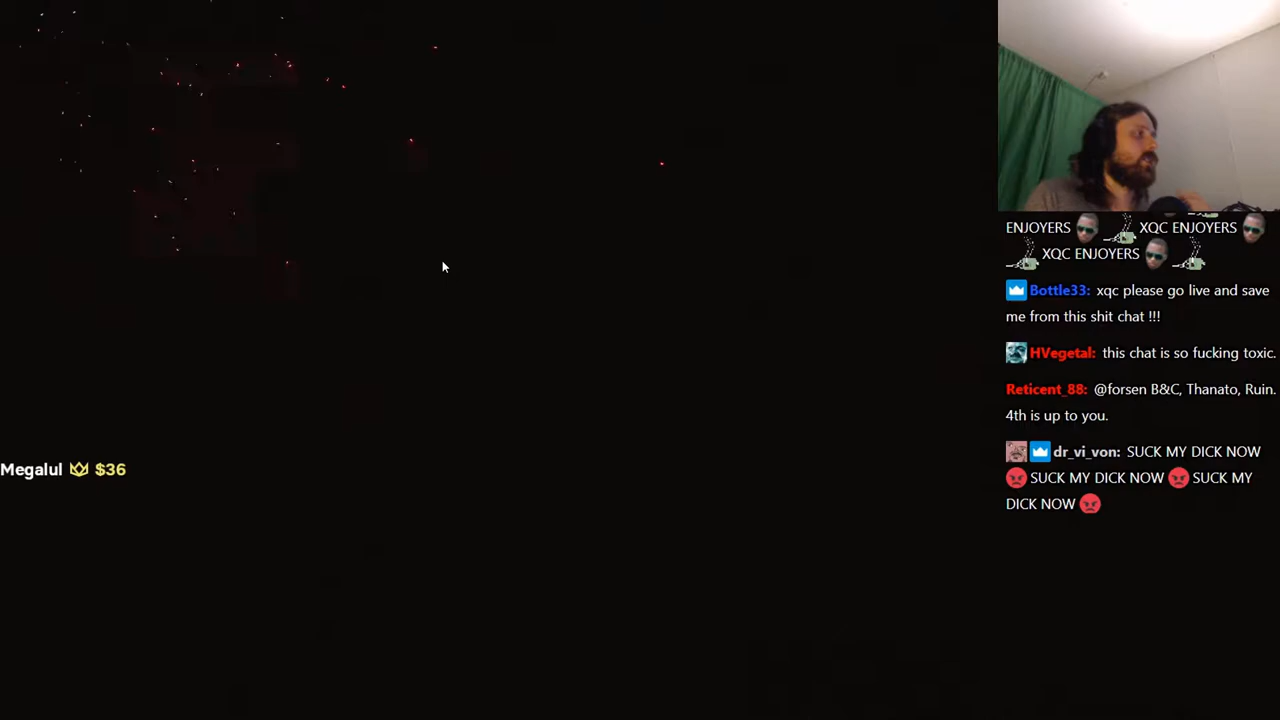 ENJOYERS XQC ENJOYERS
XQC ENJOYERS
Bottle33: xqc please go live and save
me from this shit chat !!!
HVegetal: this chat is so fucking toxic.
Reticent_88: @forsen B&C, Thanato, Ruin.
4th is up to you.
dr_vi_von: SUCK MY DICK NOW
SUCK MY DICK NOW SUCK MY
DICK NOW
Megalul $36